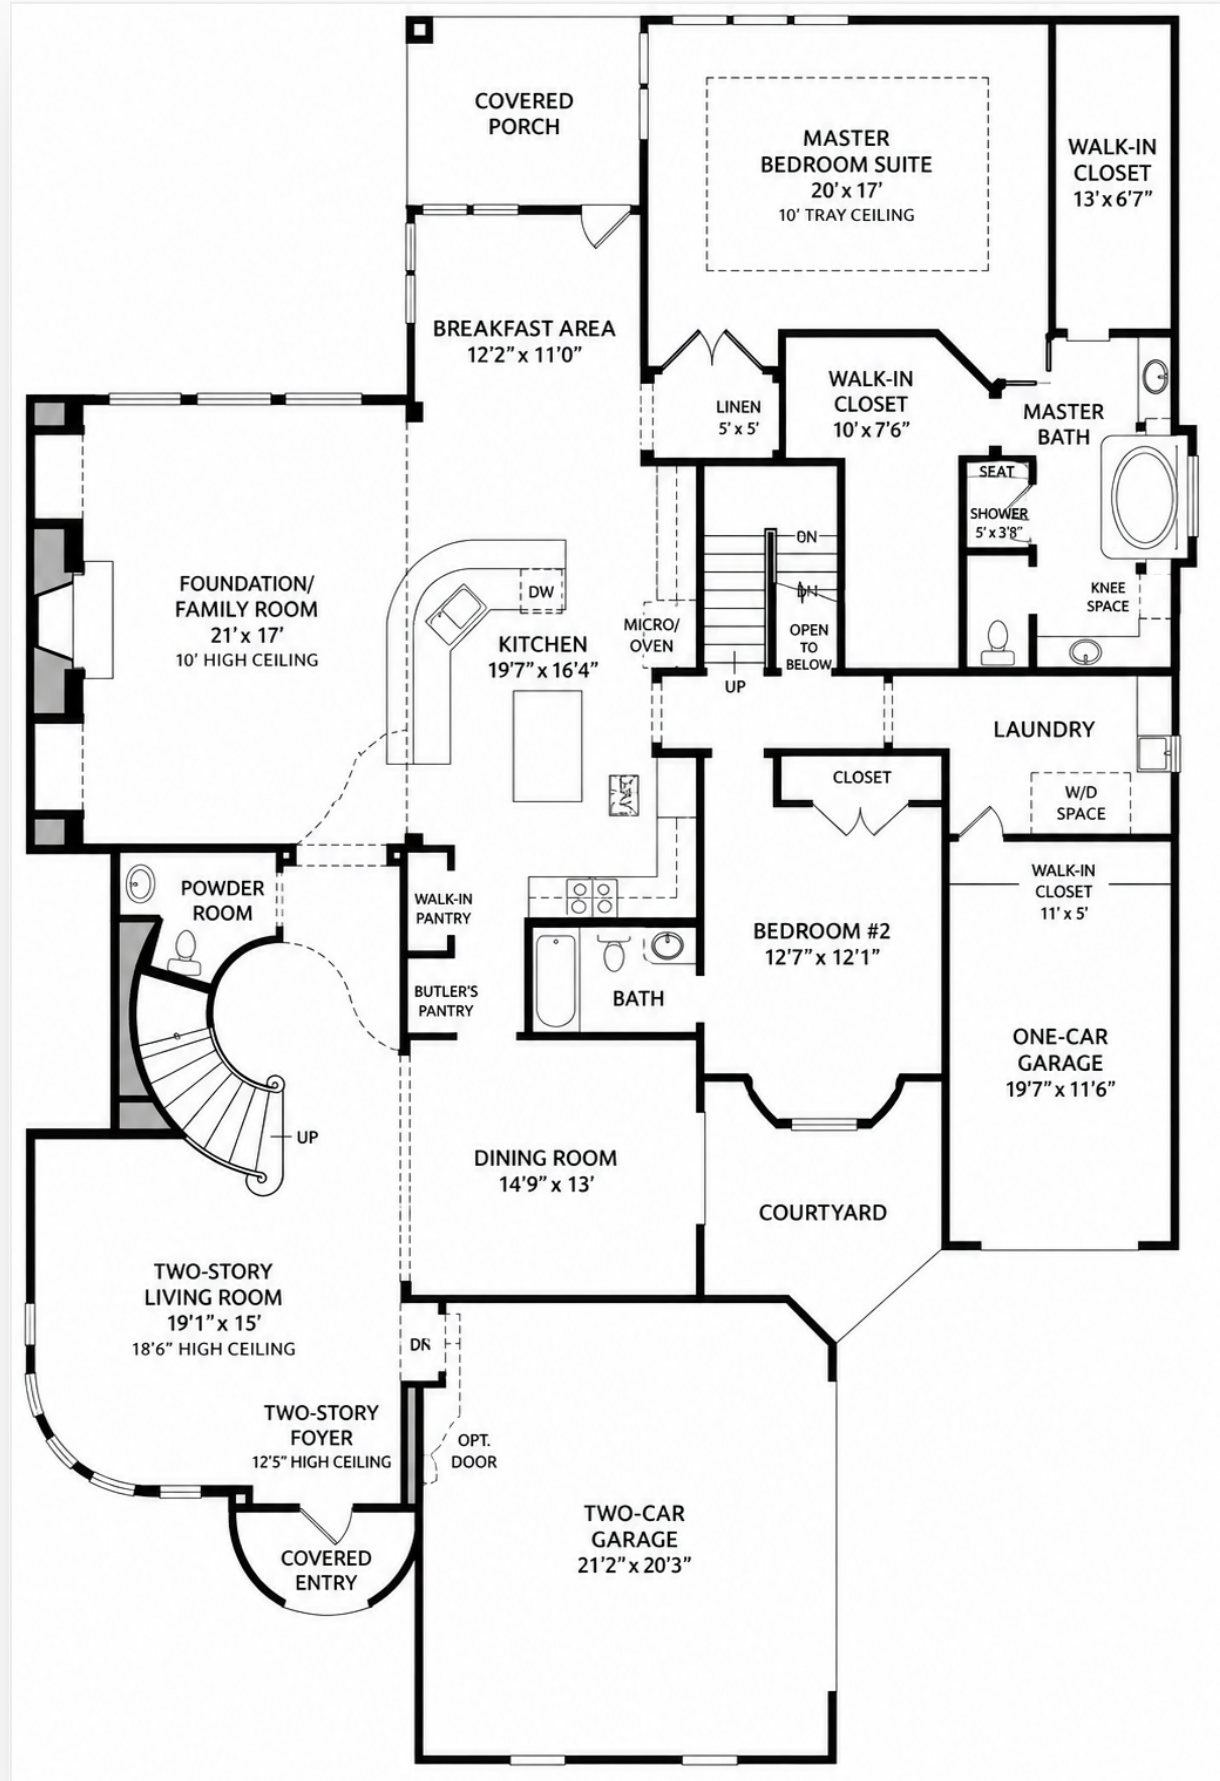 COVERED
PORCH
MASTER
BEDROOM SUITE
20' x 17'
10' TRAY CEILING
WALK-IN
CLOSET
13' x 6'7"
BREAKFAST AREA
12'2" x 11'0"
LINEN
5' x 5'
WALK-IN
CLOSET
10' x 7'6"
MASTER
BATH
SEAT
SHOWER
5' x 3'8"
KNEE
SPACE
FOUNDATION/
FAMILY ROOM
21' x 17'
10' HIGH CEILING
DW
KITCHEN
19'7" x 16'4"
MICRO/
OVEN
DN
DN
OPEN
TO
BELOW
UP
LAUNDRY
W/D
SPACE
CLOSET
POWDER
ROOM
WALK-IN
PANTRY
BUTLER'S
PANTRY
BATH
BEDROOM #2
12'7" x 12'1"
WALK-IN
CLOSET
11' x 5'
ONE-CAR
GARAGE
19'7" x 11'6"
UP
DINING ROOM
14'9" x 13'
COURTYARD
TWO-STORY
LIVING ROOM
19'1" x 15'
18'6" HIGH CEILING
TWO-STORY
FOYER
12'5" HIGH CEILING
OPT.
DOOR
COVERED
ENTRY
TWO-CAR
GARAGE
21'2" x 20'3"